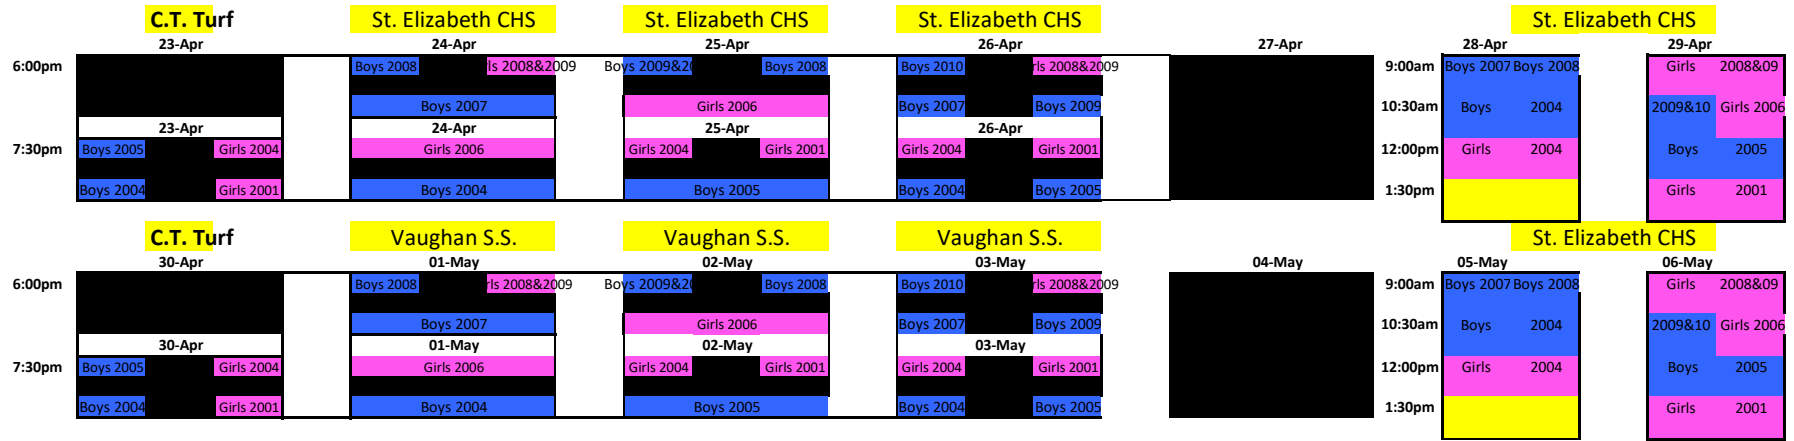 C.T. Turf St. Elizabeth CHS St. Elizabeth CHS St. Elizabeth CHS St. Elizabeth CHS
23-Apr 24-Apr 25-Apr 26-Apr 27-Apr 28-Apr 29-Apr
6:00pm Boys 2008 rls 2008&2009 Boys 2009&20 Boys 2008 Boys 2010 rls 2008&2009 9:00am Boys 2007 Boys 2008 Girls 2008&09
Boys 2007 Girls 2006 Boys 2007 Boys 2009 10:30am Boys 2004 2009&10 Girls 2006
23-Apr 24-Apr 25-Apr 26-Apr
7:30pm Boys 2005 Girls 2004 Girls 2006 Girls 2004 Girls 2001 Girls 2004 Girls 2001 12:00pm Girls 2004 Boys 2005
Boys 2004 Girls 2001 Boys 2004 Boys 2005 Boys 2004 Boys 2005 1:30pm Girls 2001
C.T. Turf Vaughan S.S. Vaughan S.S. Vaughan S.S. St. Elizabeth CHS
30-Apr 01-May 02-May 03-May 04-May 05-May 06-May
6:00pm Boys 2008 rls 2008&2009 Boys 2009&20 Boys 2008 Boys 2010 rls 2008&2009 9:00am Boys 2007 Boys 2008 Girls 2008&09
Boys 2007 Girls 2006 Boys 2007 Boys 2009 10:30am Boys 2004 2009&10 Girls 2006
30-Apr 01-May 02-May 03-May
7:30pm Boys 2005 Girls 2004 Girls 2006 Girls 2004 Girls 2001 Girls 2004 Girls 2001 12:00pm Girls 2004 Boys 2005
Boys 2004 Girls 2001 Boys 2004 Boys 2005 Boys 2004 Boys 2005 1:30pm Girls 2001